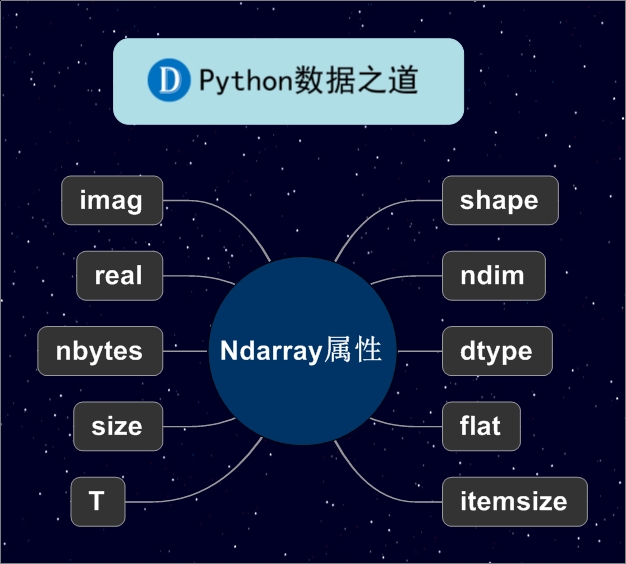 D Python数据之道
imag
real
nbytes
size
T
Ndarray属性
shape
ndim
dtype
flat
itemsize